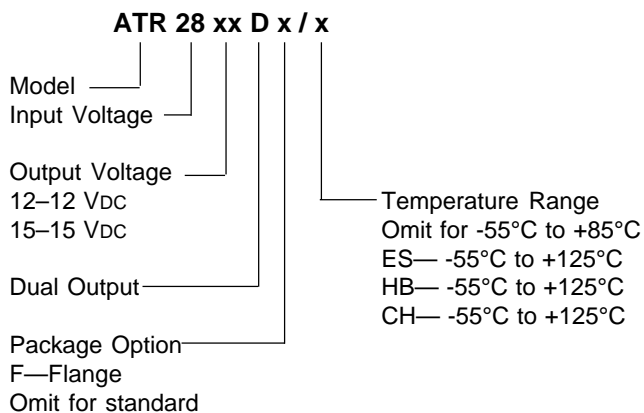 ATR 28 xx D x / x
Model
Input Voltage
Output Voltage
12–12 VDC
15–15 VDC
Dual Output
Package Option
F—Flange
Omit for standard
Temperature Range
Omit for -55°C to +85°C
ES— -55°C to +125°C
HB— -55°C to +125°C
CH— -55°C to +125°C